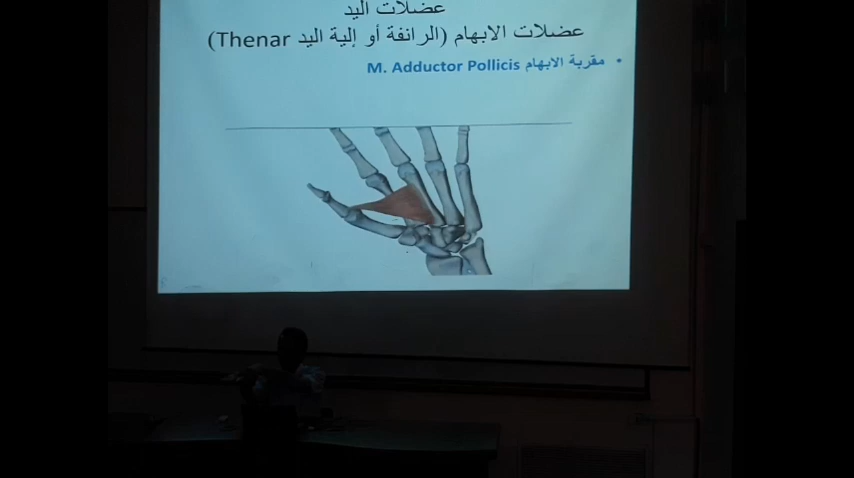 عضلات اليد
عضلات الابهام (الرانفة أو إلية اليد Thenar)
• مقربة الابهام M. Adductor Pollicis